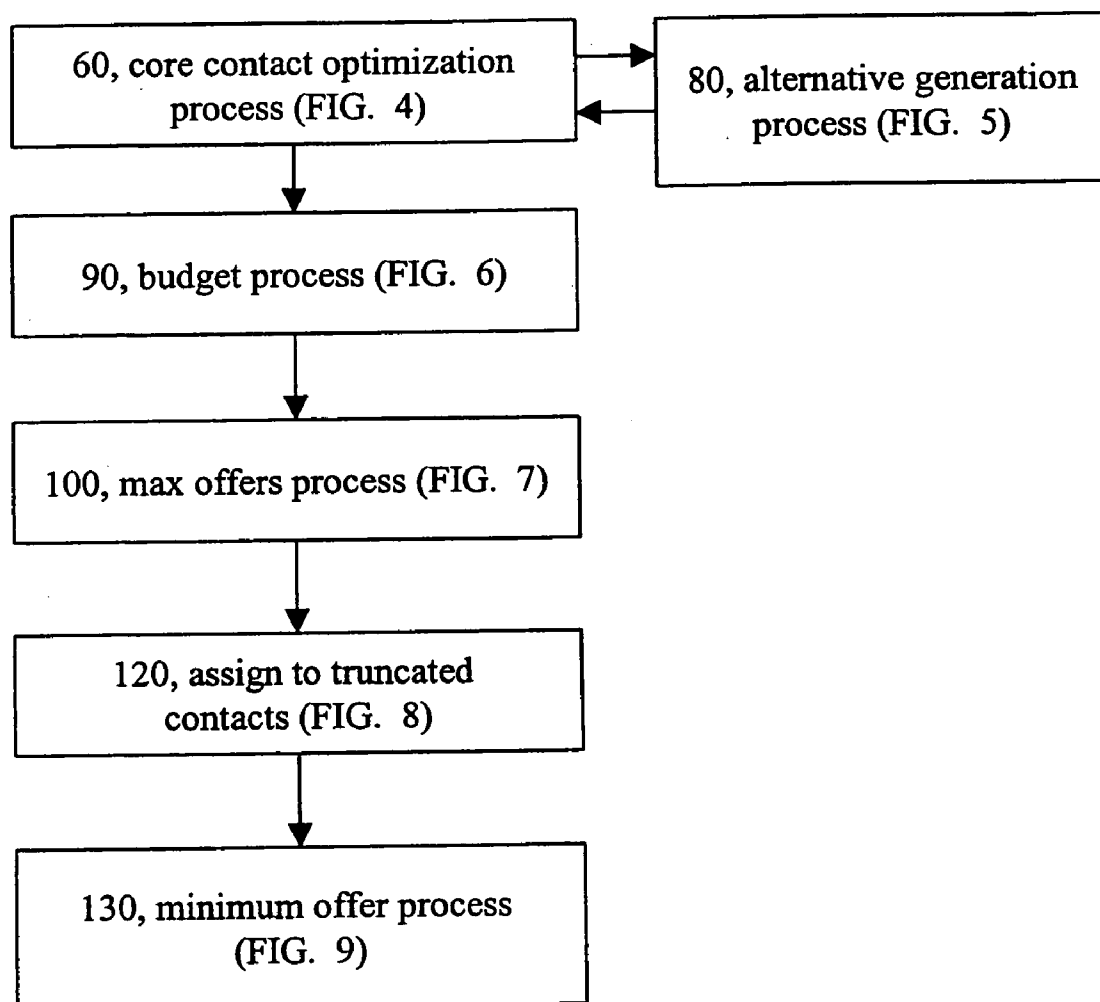 60, core contact optimization
process (FIG. 4)
80, alternative generation
process (FIG. 5)
90, budget process (FIG. 6)
100, max offers process (FIG. 7)
120, assign to truncated
contacts (FIG. 8)
130, minimum offer process
(FIG. 9)